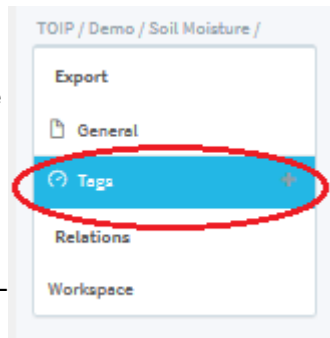 TOIP / Demo / Soil Moisture /
Export
General
Tags +
Relations
Workspace